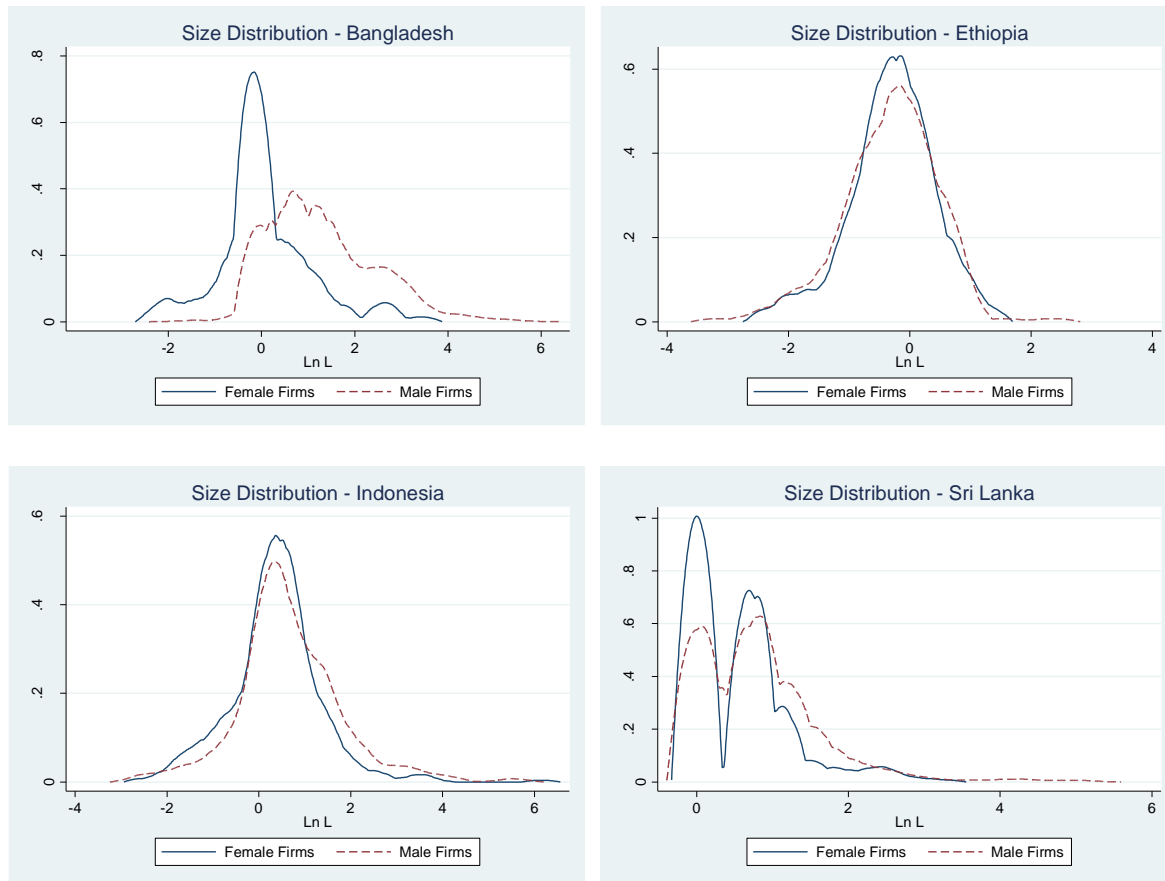 Size Distribution - Bangladesh
.8
.6
.4
.2
0
-2 0 2 4 6
Ln L
Female Firms Male Firms
Size Distribution - Ethiopia
.6
.4
.2
0
-4 -2 0 2 4
Ln L
Female Firms Male Firms
Size Distribution - Indonesia
.6
.4
.2
0
-4 -2 0 2 4 6
Ln L
Female Firms Male Firms
Size Distribution - Sri Lanka
1
.8
.6
.4
.2
0
0 2 4 6
Ln L
Female Firms Male Firms